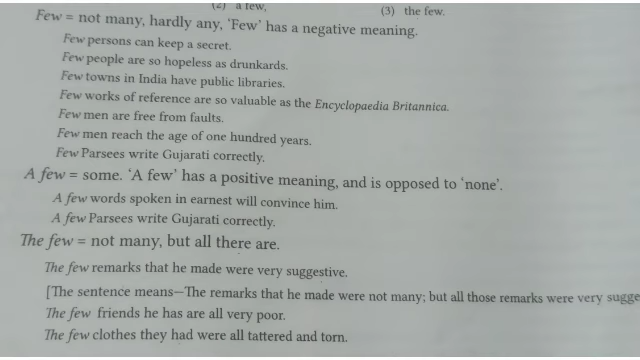 (2) a few, (3) the few.
Few = not many, hardly any, ‘Few’ has a negative meaning.
Few persons can keep a secret.
Few people are so hopeless as drunkards.
Few towns in India have public libraries.
Few works of reference are so valuable as the Encyclopaedia Britannica.
Few men are free from faults.
Few men reach the age of one hundred years.
Few Parsees write Gujarati correctly.
A few = some. ‘A few’ has a positive meaning, and is opposed to ‘none’.
A few words spoken in earnest will convince him.
A few Parsees write Gujarati correctly.
The few = not many, but all there are.
The few remarks that he made were very suggestive.
[The sentence means—The remarks that he made were not many; but all those remarks were very sugge
The few friends he has are all very poor.
The few clothes they had were all tattered and torn.